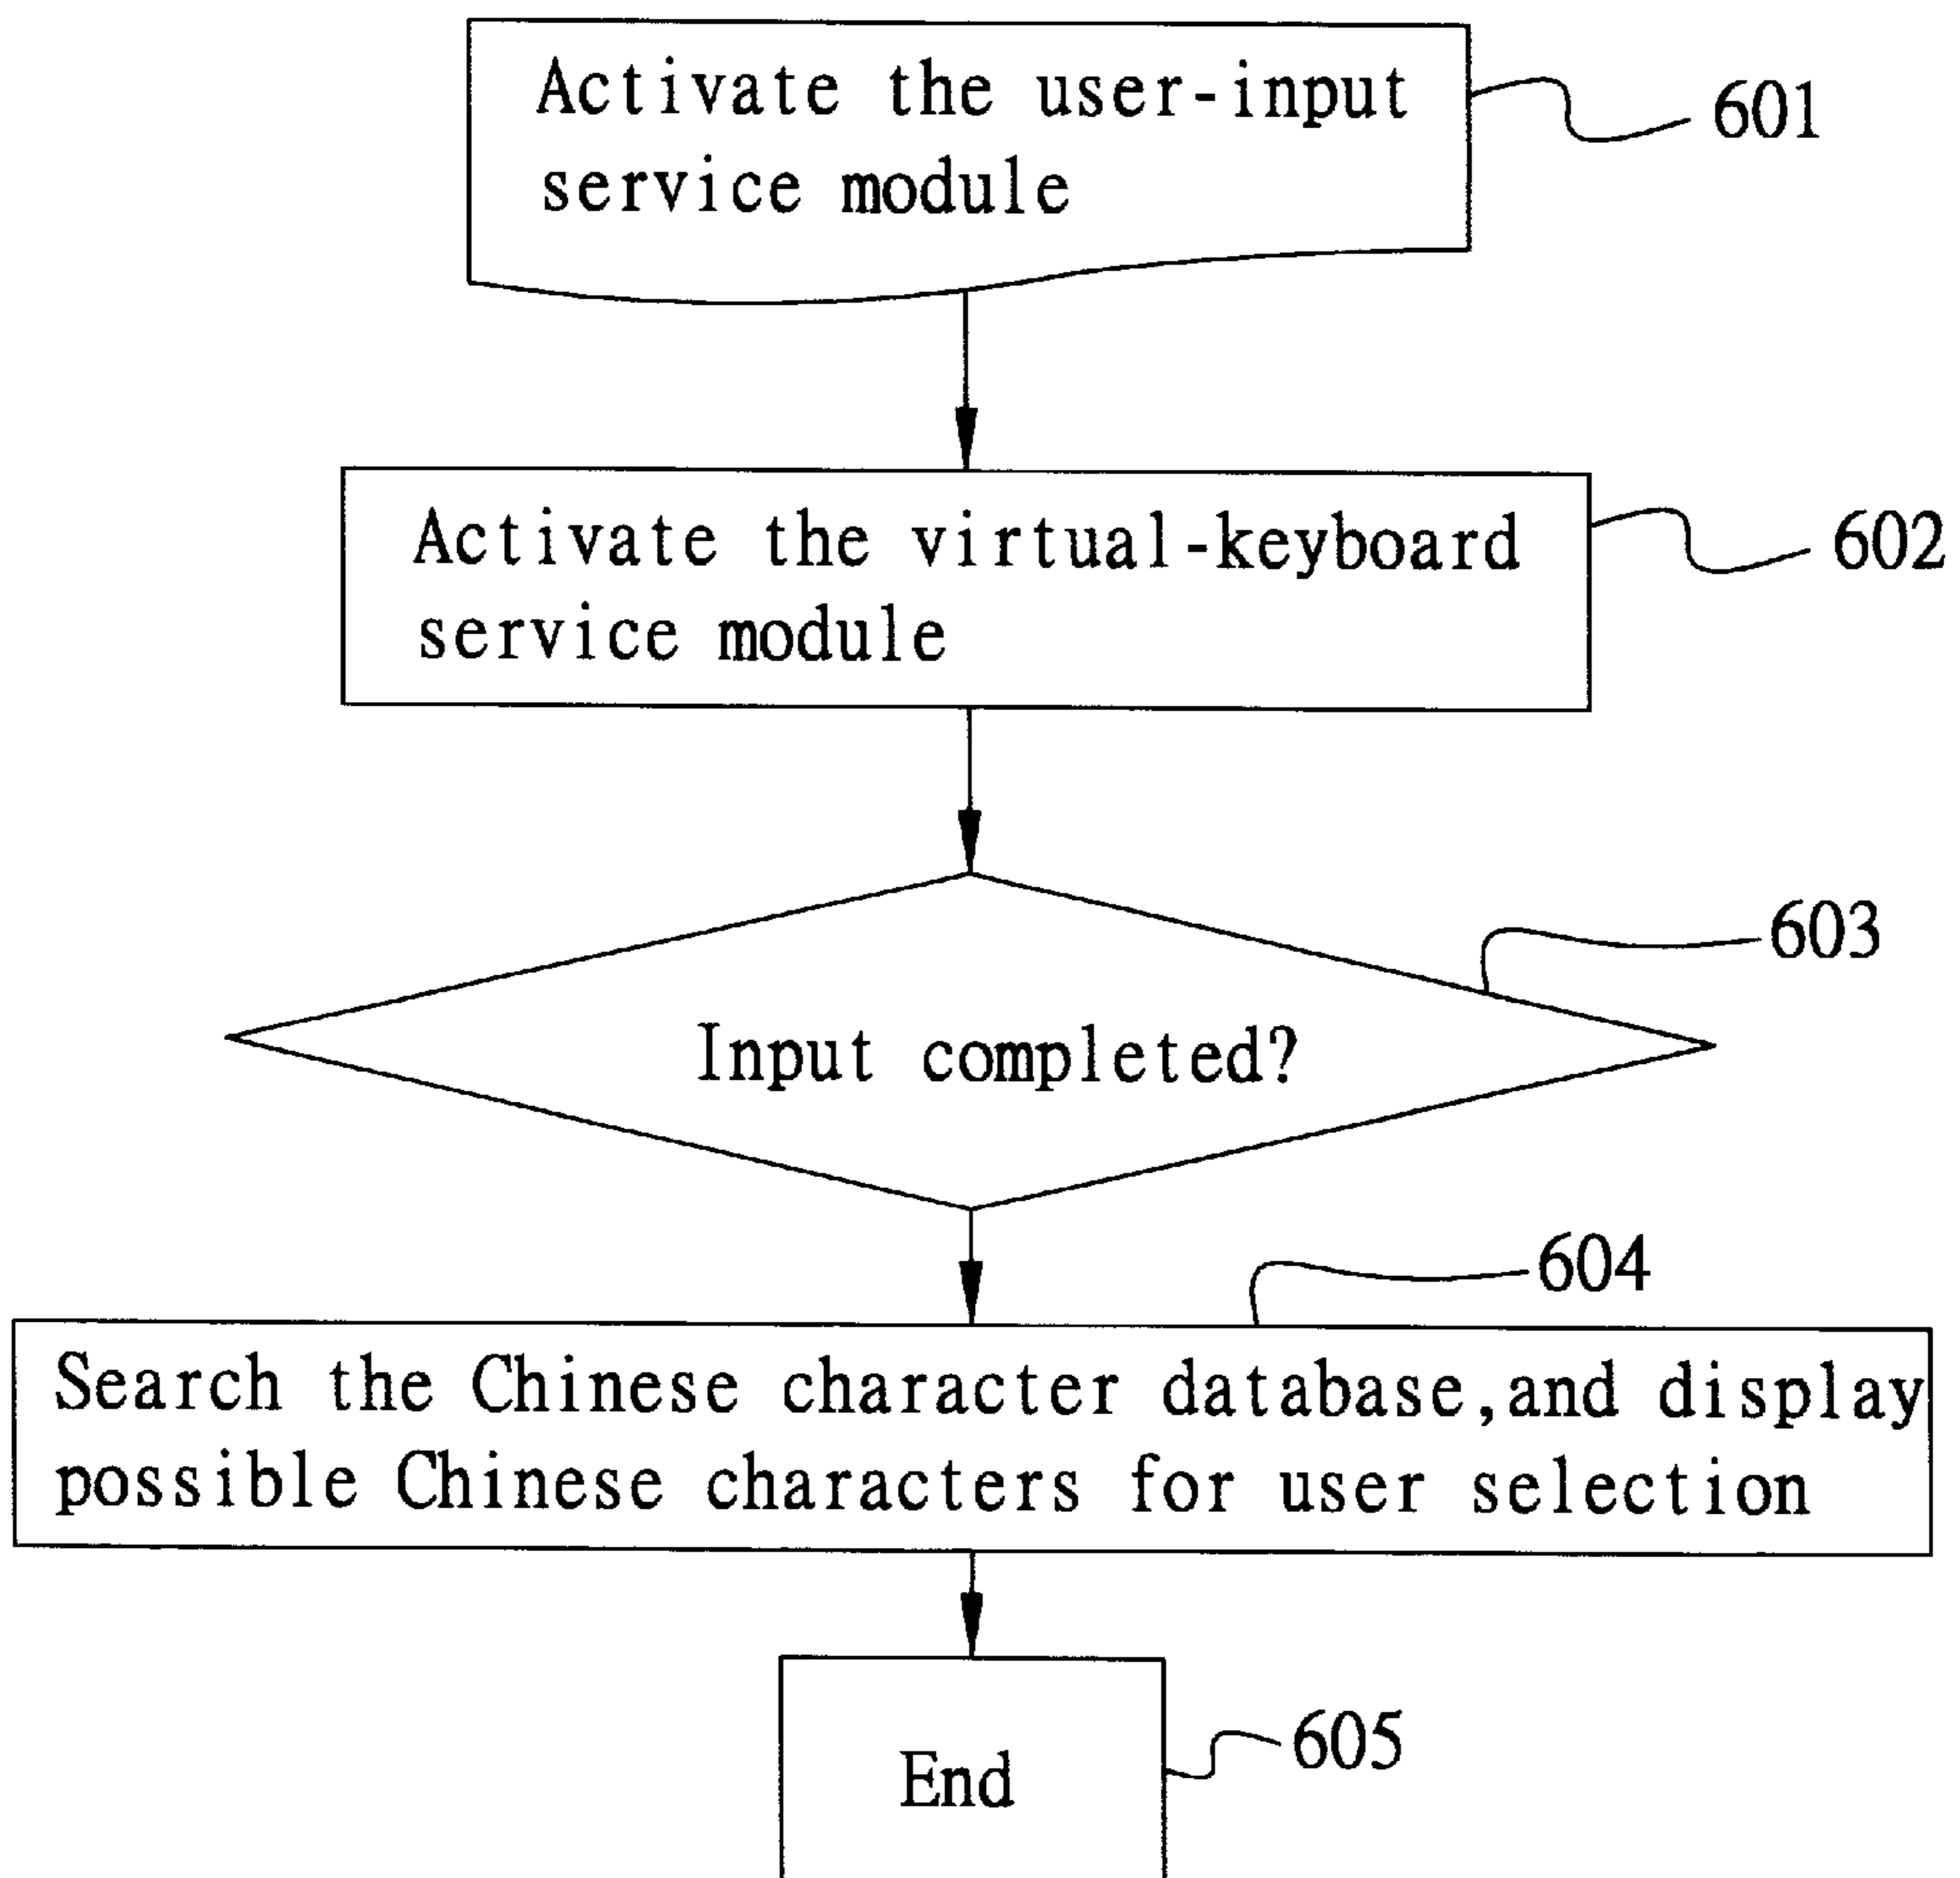 Activate the user-input
service module
601
Activate the virtual-keyboard
service module
602
603
Input completed?
604
Search the Chinese character database,and display
possible Chinese characters for user selection
End
605